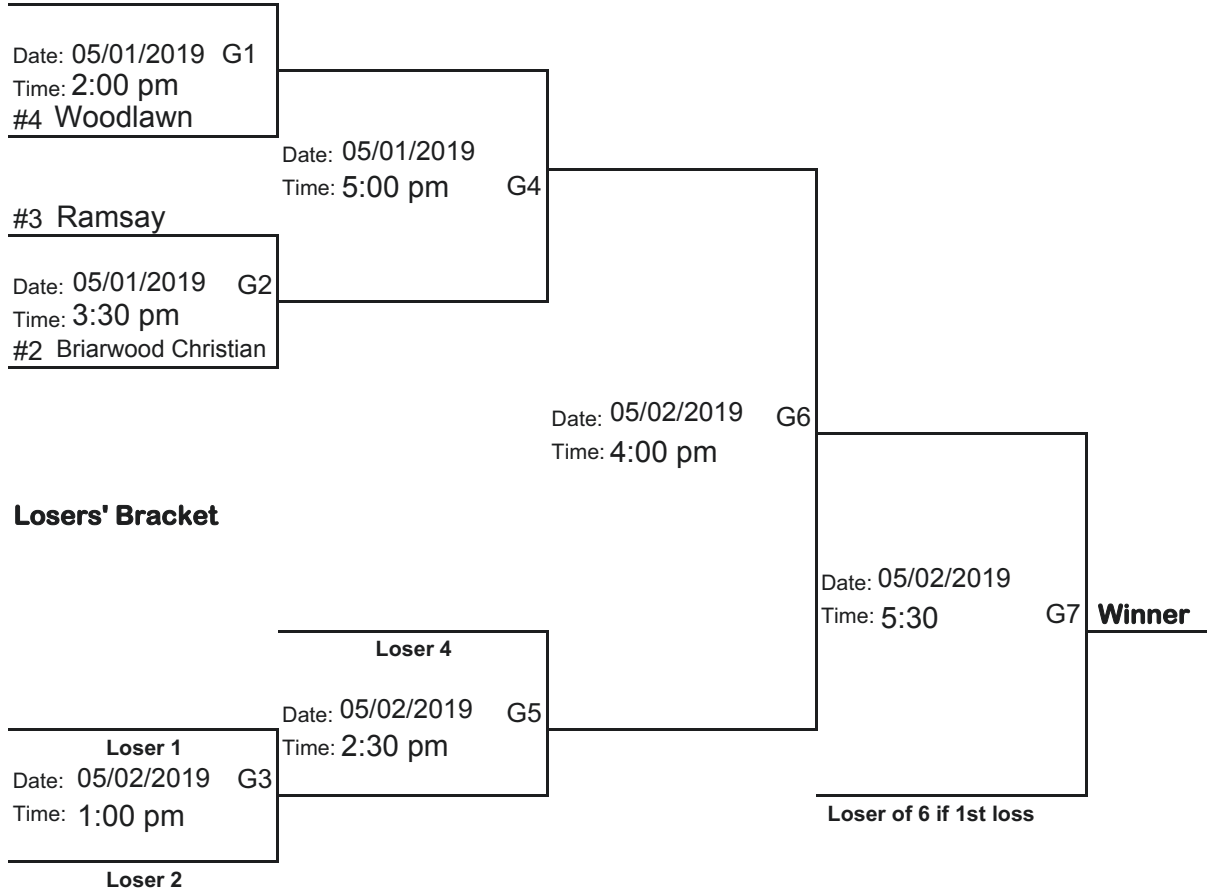 Date: 05/01/2019 G1
Time: 2:00 pm
#4 Woodlawn
Date: 05/01/2019
Time: 5:00 pm G4
#3 Ramsay
Date: 05/01/2019 G2
Time: 3:30 pm
#2 Briarwood Christian
Date: 05/02/2019 G6
Time: 4:00 pm
Losers' Bracket
Date: 05/02/2019
Time: 5:30 G7 Winner
Loser 4
Date: 05/02/2019 G5
Time: 2:30 pm
Loser 1
Date: 05/02/2019 G3
Time: 1:00 pm
Loser of 6 if 1st loss
Loser 2